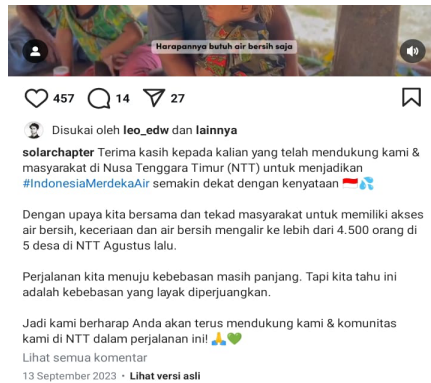 Harapannya butuh air bersih saja
457 14 27
Disukai oleh leo_edw dan lainnya
solarchapter Terima kasih kepada kalian yang telah mendukung kami &
masyarakat di Nusa Tenggara Timur (NTT) untuk menjadikan
#IndonesiaMerdekaAir semakin dekat dengan kenyataan 🇮🇩💦
Dengan upaya kita bersama dan tekad masyarakat untuk memiliki akses
air bersih, keceriaan dan air bersih mengalir ke lebih dari 4.500 orang di
5 desa di NTT Agustus lalu.
Perjalanan kita menuju kebebasan masih panjang. Tapi kita tahu ini
adalah kebebasan yang layak diperjuangkan.
Jadi kami berharap Anda akan terus mendukung kami & komunitas
kami di NTT dalam perjalanan ini! 🙏💚
Lihat semua komentar
13 September 2023 • Lihat versi asli